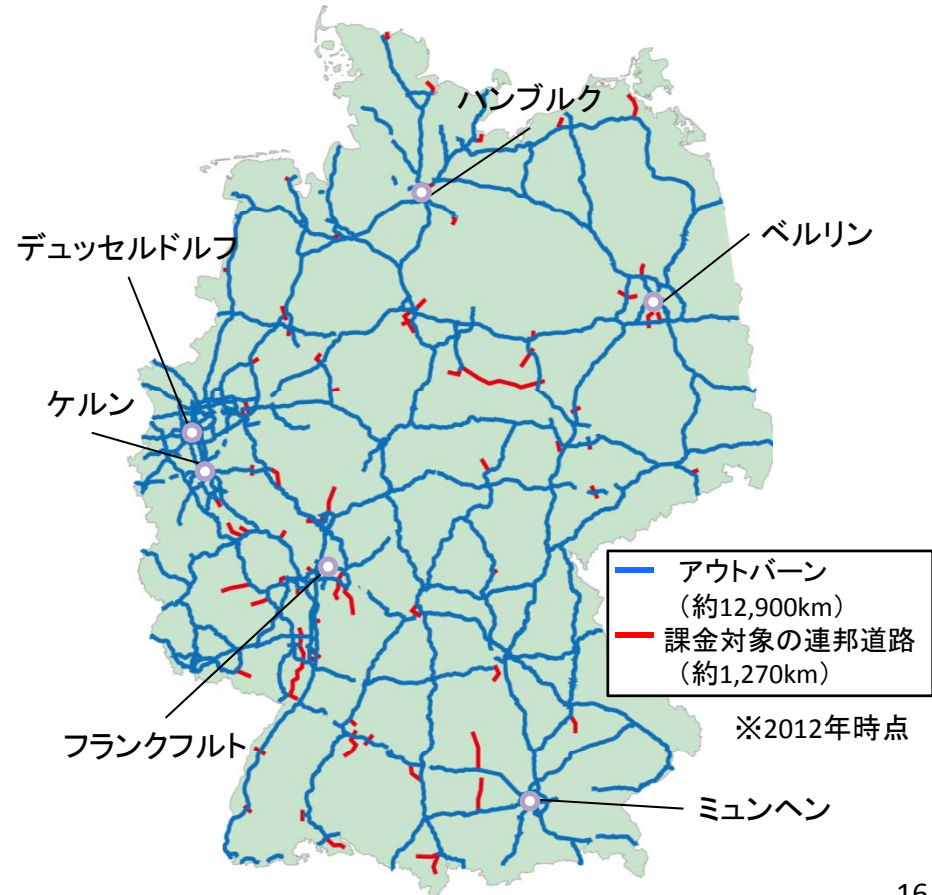 ハンブルク
ベルリン
デュッセルドルフ
ケルン
アウトバーン
（約12,900km）
課金対象の連邦道路
（約1,270km）
※2012年時点
フランクフルト
ミュンヘン
16